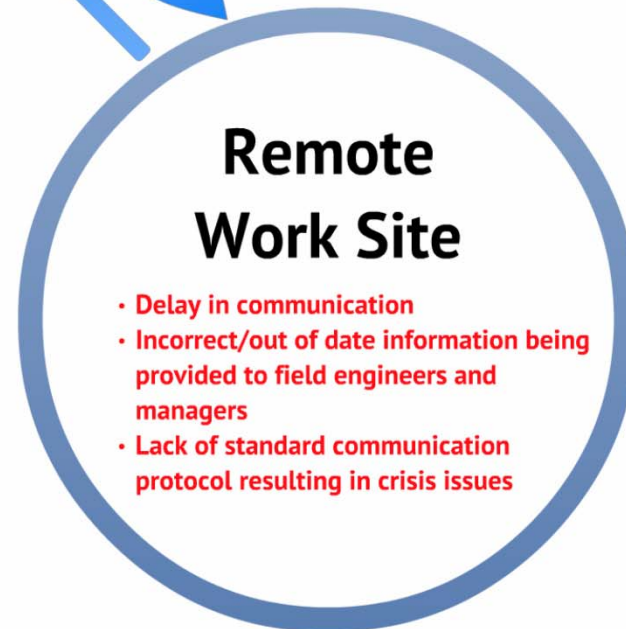 Remote
Work Site
• Delay in communication
• Incorrect/out of date information being
provided to field engineers and
managers
• Lack of standard communication
protocol resulting in crisis issues